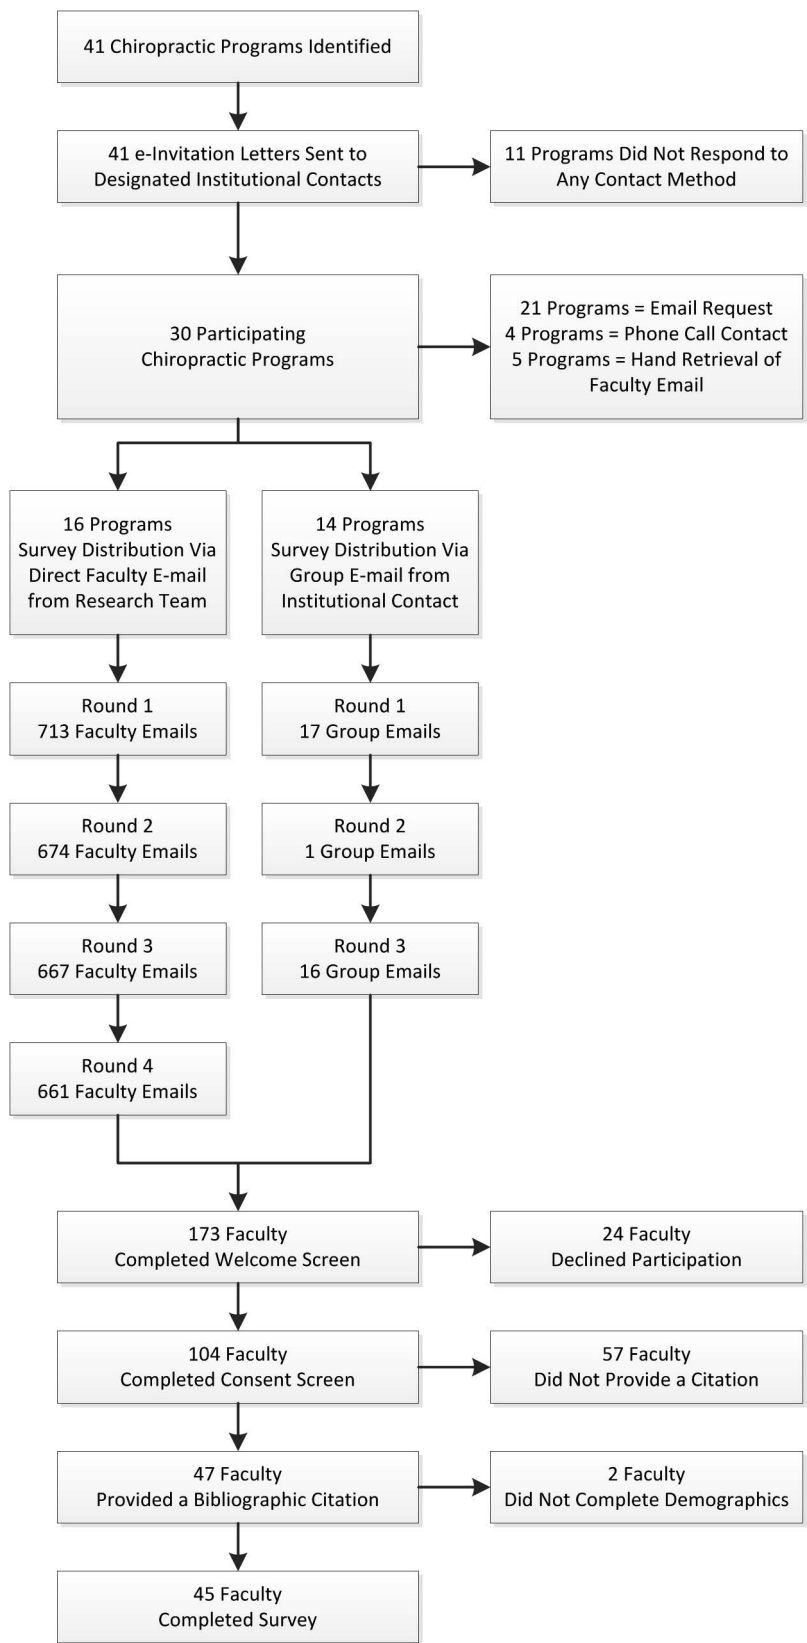 41 Chiropractic Programs Identified
41 e-Invitation Letters Sent to
Designated Institutional Contacts
11 Programs Did Not Respond to
Any Contact Method
30 Participating
Chiropractic Programs
21 Programs = Email Request
4 Programs = Phone Call Contact
5 Programs = Hand Retrieval of
Faculty Email
16 Programs
Survey Distribution Via
Direct Faculty E-mail
from Research Team
14 Programs
Survey Distribution Via
Group E-mail from
Institutional Contact
Round 1
713 Faculty Emails
Round 1
17 Group Emails
Round 2
674 Faculty Emails
Round 2
1 Group Emails
Round 3
667 Faculty Emails
Round 3
16 Group Emails
Round 4
661 Faculty Emails
173 Faculty
Completed Welcome Screen
24 Faculty
Declined Participation
104 Faculty
Completed Consent Screen
57 Faculty
Did Not Provide a Citation
47 Faculty
Provided a Bibliographic Citation
2 Faculty
Did Not Complete Demographics
45 Faculty
Completed Survey